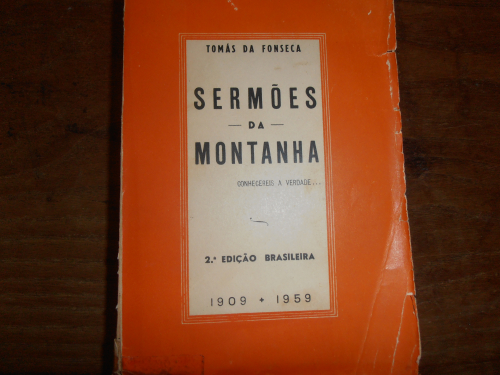 TOMÁS DA FONSECA
SERMÕES
— DA —
MONTANHA
CONHECEREIS A VERDADE...
2.ª EDIÇÃO BRASILEIRA
1909 + 1959